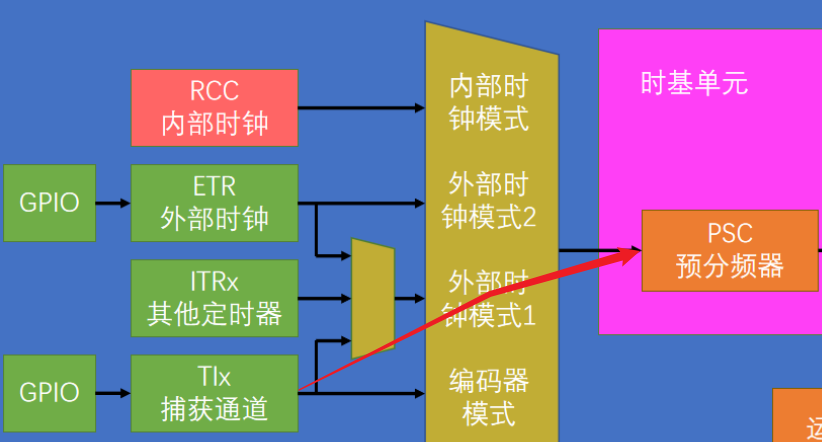 RCC
内部时钟
GPIO
ETR
外部时钟
ITRx
其他定时器
GPIO
TIx
捕获通道
内部时
钟模式
外部时
钟模式2
外部时
钟模式1
编码器
模式
时基单元
PSC
预分频器